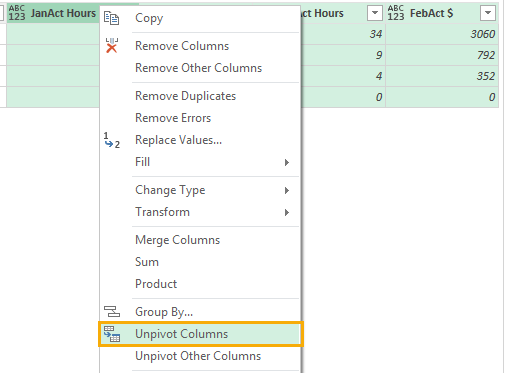 ABC 123 JanAct Hours ct Hours ABC 123 FebAct $
34 3060
9 792
4 352
0 0
Copy
Remove Columns
Remove Other Columns
Remove Duplicates
Remove Errors
1 2 Replace Values...
Fill
Change Type
Transform
Merge Columns
Sum
Product
Group By...
Unpivot Columns
Unpivot Other Columns